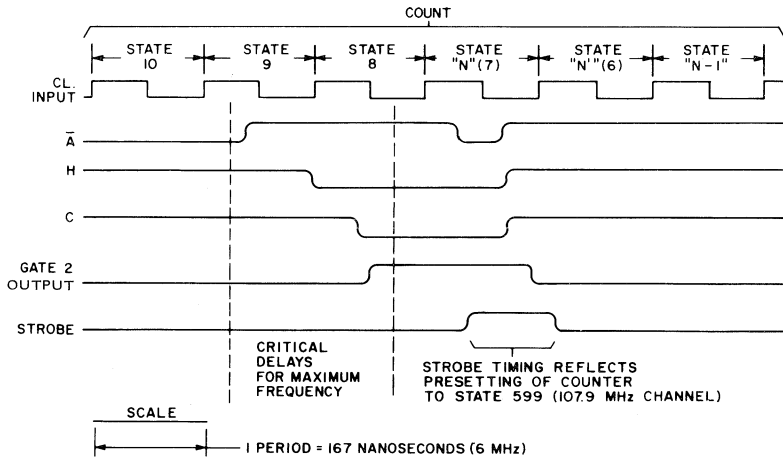 COUNT
STATE 10
STATE 9
STATE 8
STATE "N"(7)
STATE "N'"(6)
STATE "N-1"
CL.
INPUT
A̅
H
C
GATE 2
OUTPUT
STROBE
CRITICAL
DELAYS
FOR MAXIMUM
FREQUENCY
STROBE TIMING REFLECTS
PRESETTING OF COUNTER
TO STATE 599 (107.9 MHz CHANNEL)
SCALE
1 PERIOD = 167 NANOSECONDS (6 MHz)